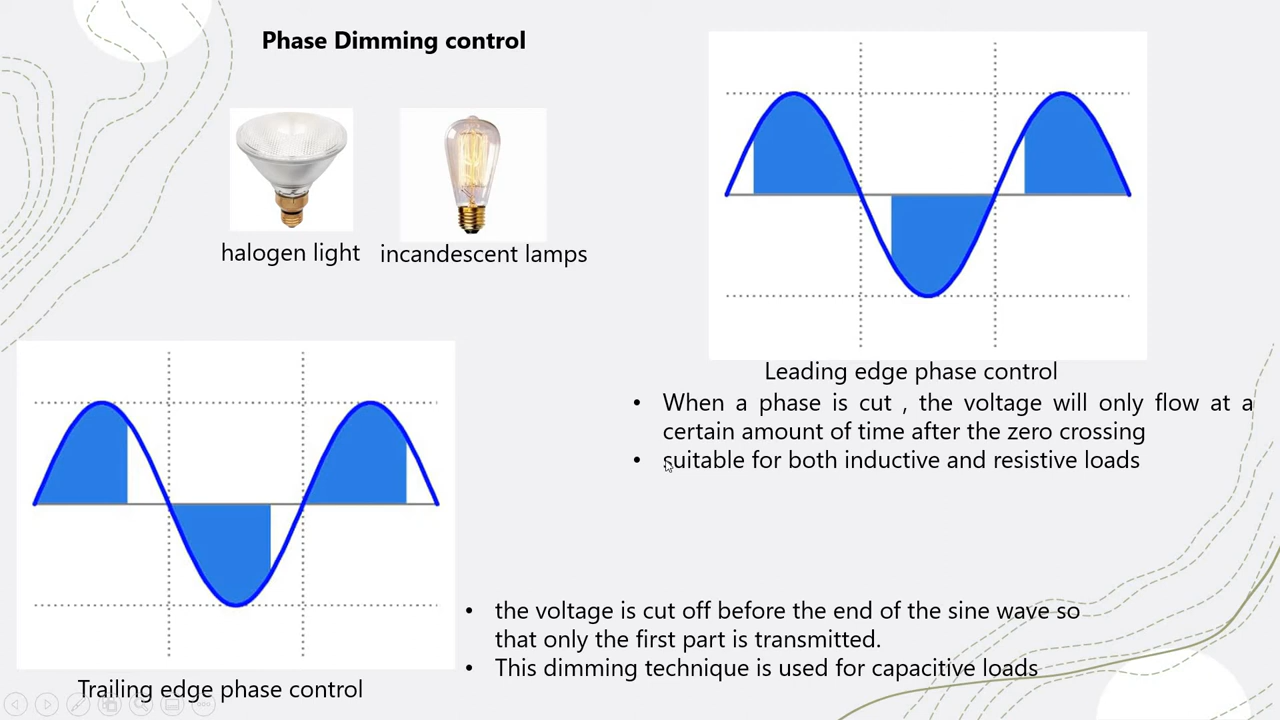 Phase Dimming control
halogen light
incandescent lamps
Leading edge phase control
• When a phase is cut , the voltage will only flow at a
certain amount of time after the zero crossing
• suitable for both inductive and resistive loads
• the voltage is cut off before the end of the sine wave so
that only the first part is transmitted.
• This dimming technique is used for capacitive loads
Trailing edge phase control